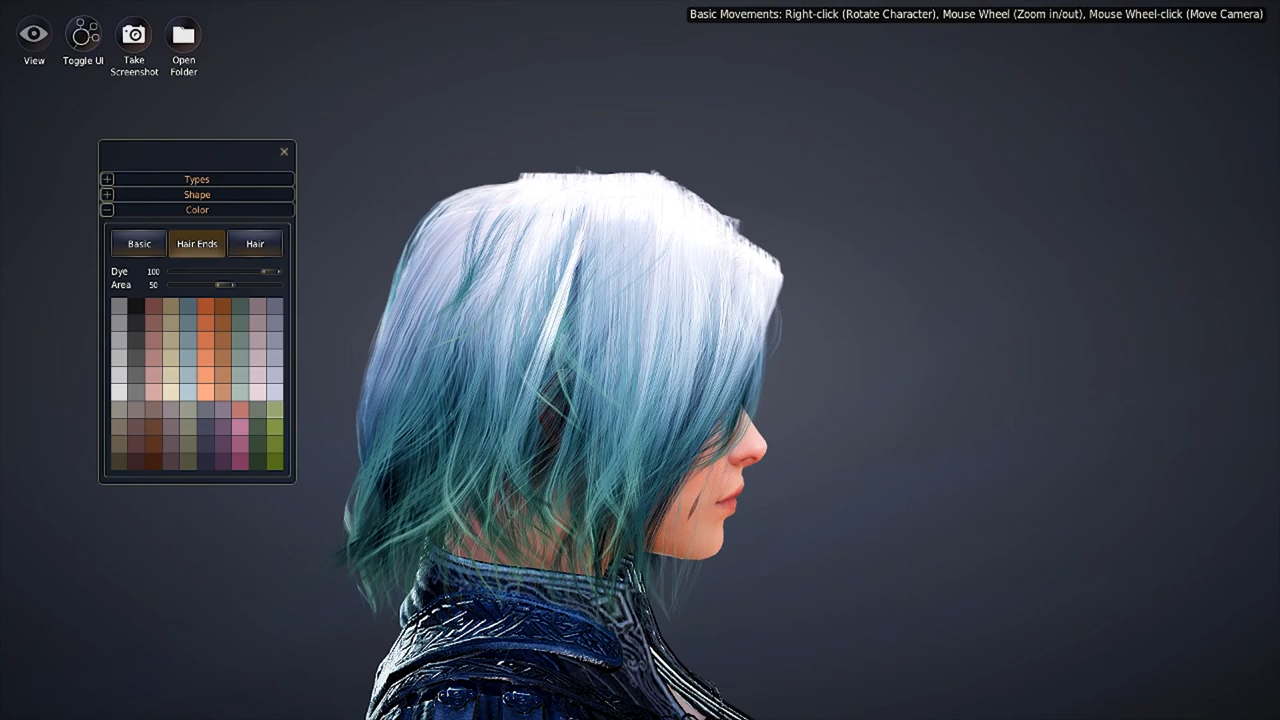 Basic Movements: Right-click (Rotate Character), Mouse Wheel (Zoom in/out), Mouse Wheel-click (Move Camera)
View
Toggle UI
Take
Screenshot
Open
Folder
Types
Shape
Color
Basic
Hair Ends
Hair
Dye 100
Area 50